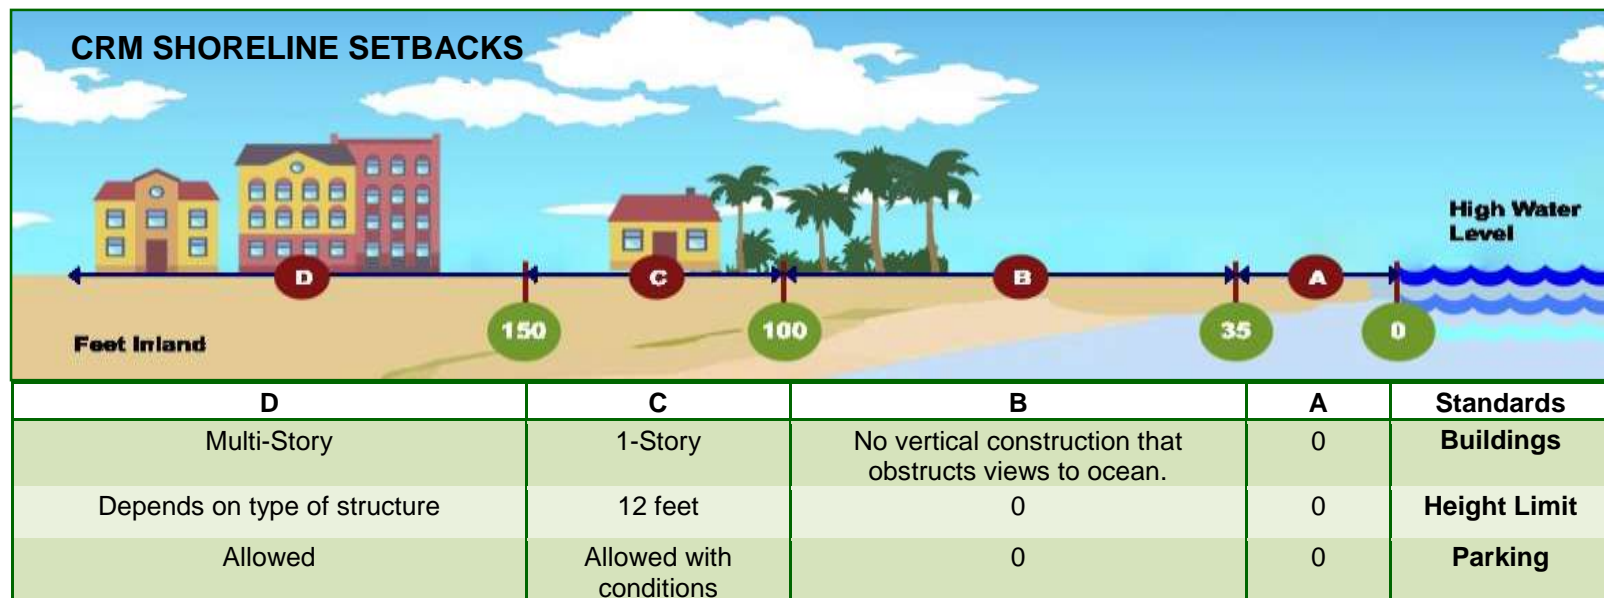 CRM SHORELINE SETBACKS
High Water
Level
D
C
B
A
150
100
35
0
Feet Inland
D C B A Standards
Multi-Story 1-Story No vertical construction that 0 Buildings
obstructs views to ocean.
Depends on type of structure 12 feet 0 0 Height Limit
Allowed Allowed with 0 0 Parking
conditions